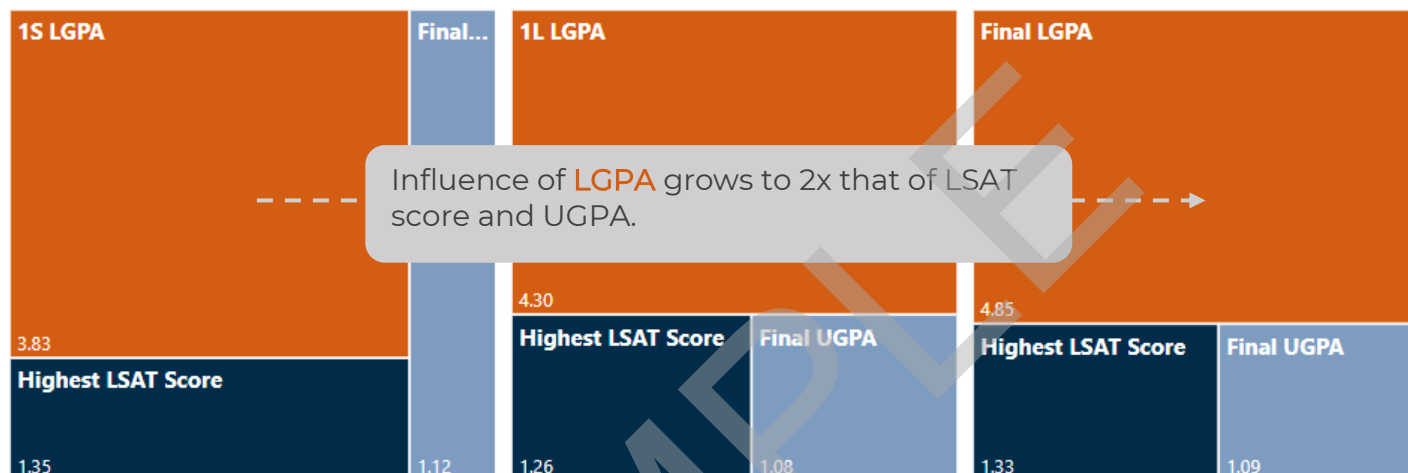 1S LGPA
Final...
3.83
Highest LSAT Score
1.35
1.12
1L LGPA
4.30
Highest LSAT Score
1.26
Final UGPA
1.08
Final LGPA
4.85
Highest LSAT Score
1.33
Final UGPA
1.09
Influence of LGPA grows to 2x that of LSAT
score and UGPA.
MPLE